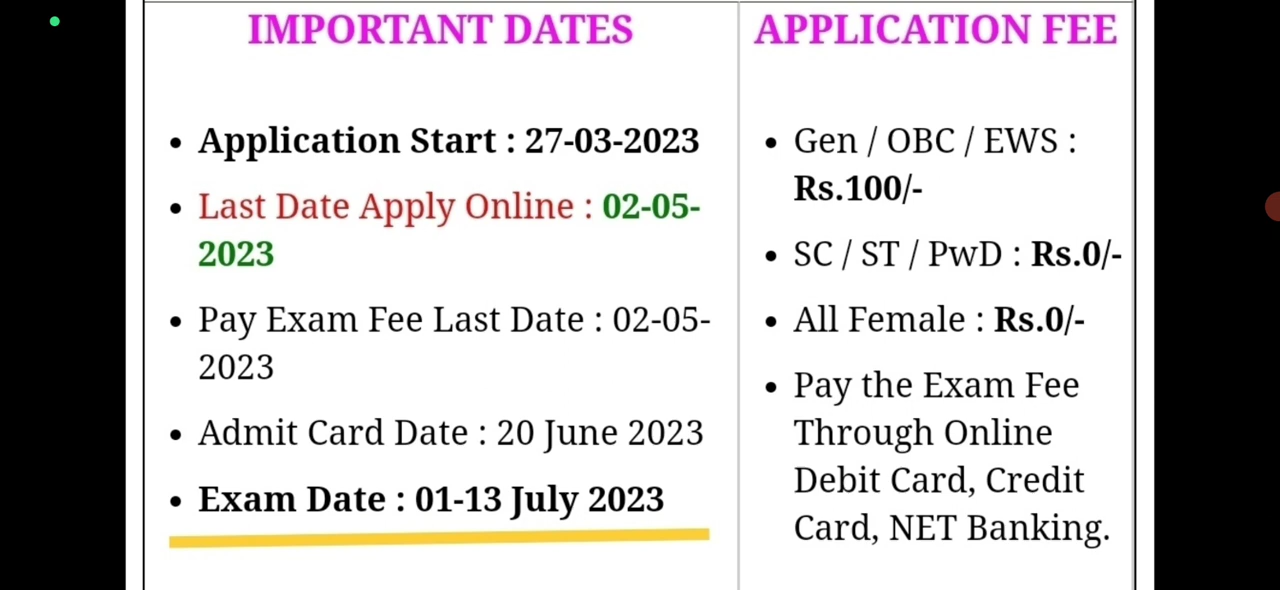 IMPORTANT DATES
Application Start : 27-03-2023
Last Date Apply Online : 02-05-
2023
Pay Exam Fee Last Date : 02-05-
2023
Admit Card Date : 20 June 2023
Exam Date : 01-13 July 2023
APPLICATION FEE
Gen / OBC / EWS :
Rs.100/-
SC / ST / PwD : Rs.0/-
All Female : Rs.0/-
Pay the Exam Fee
Through Online
Debit Card, Credit
Card, NET Banking.